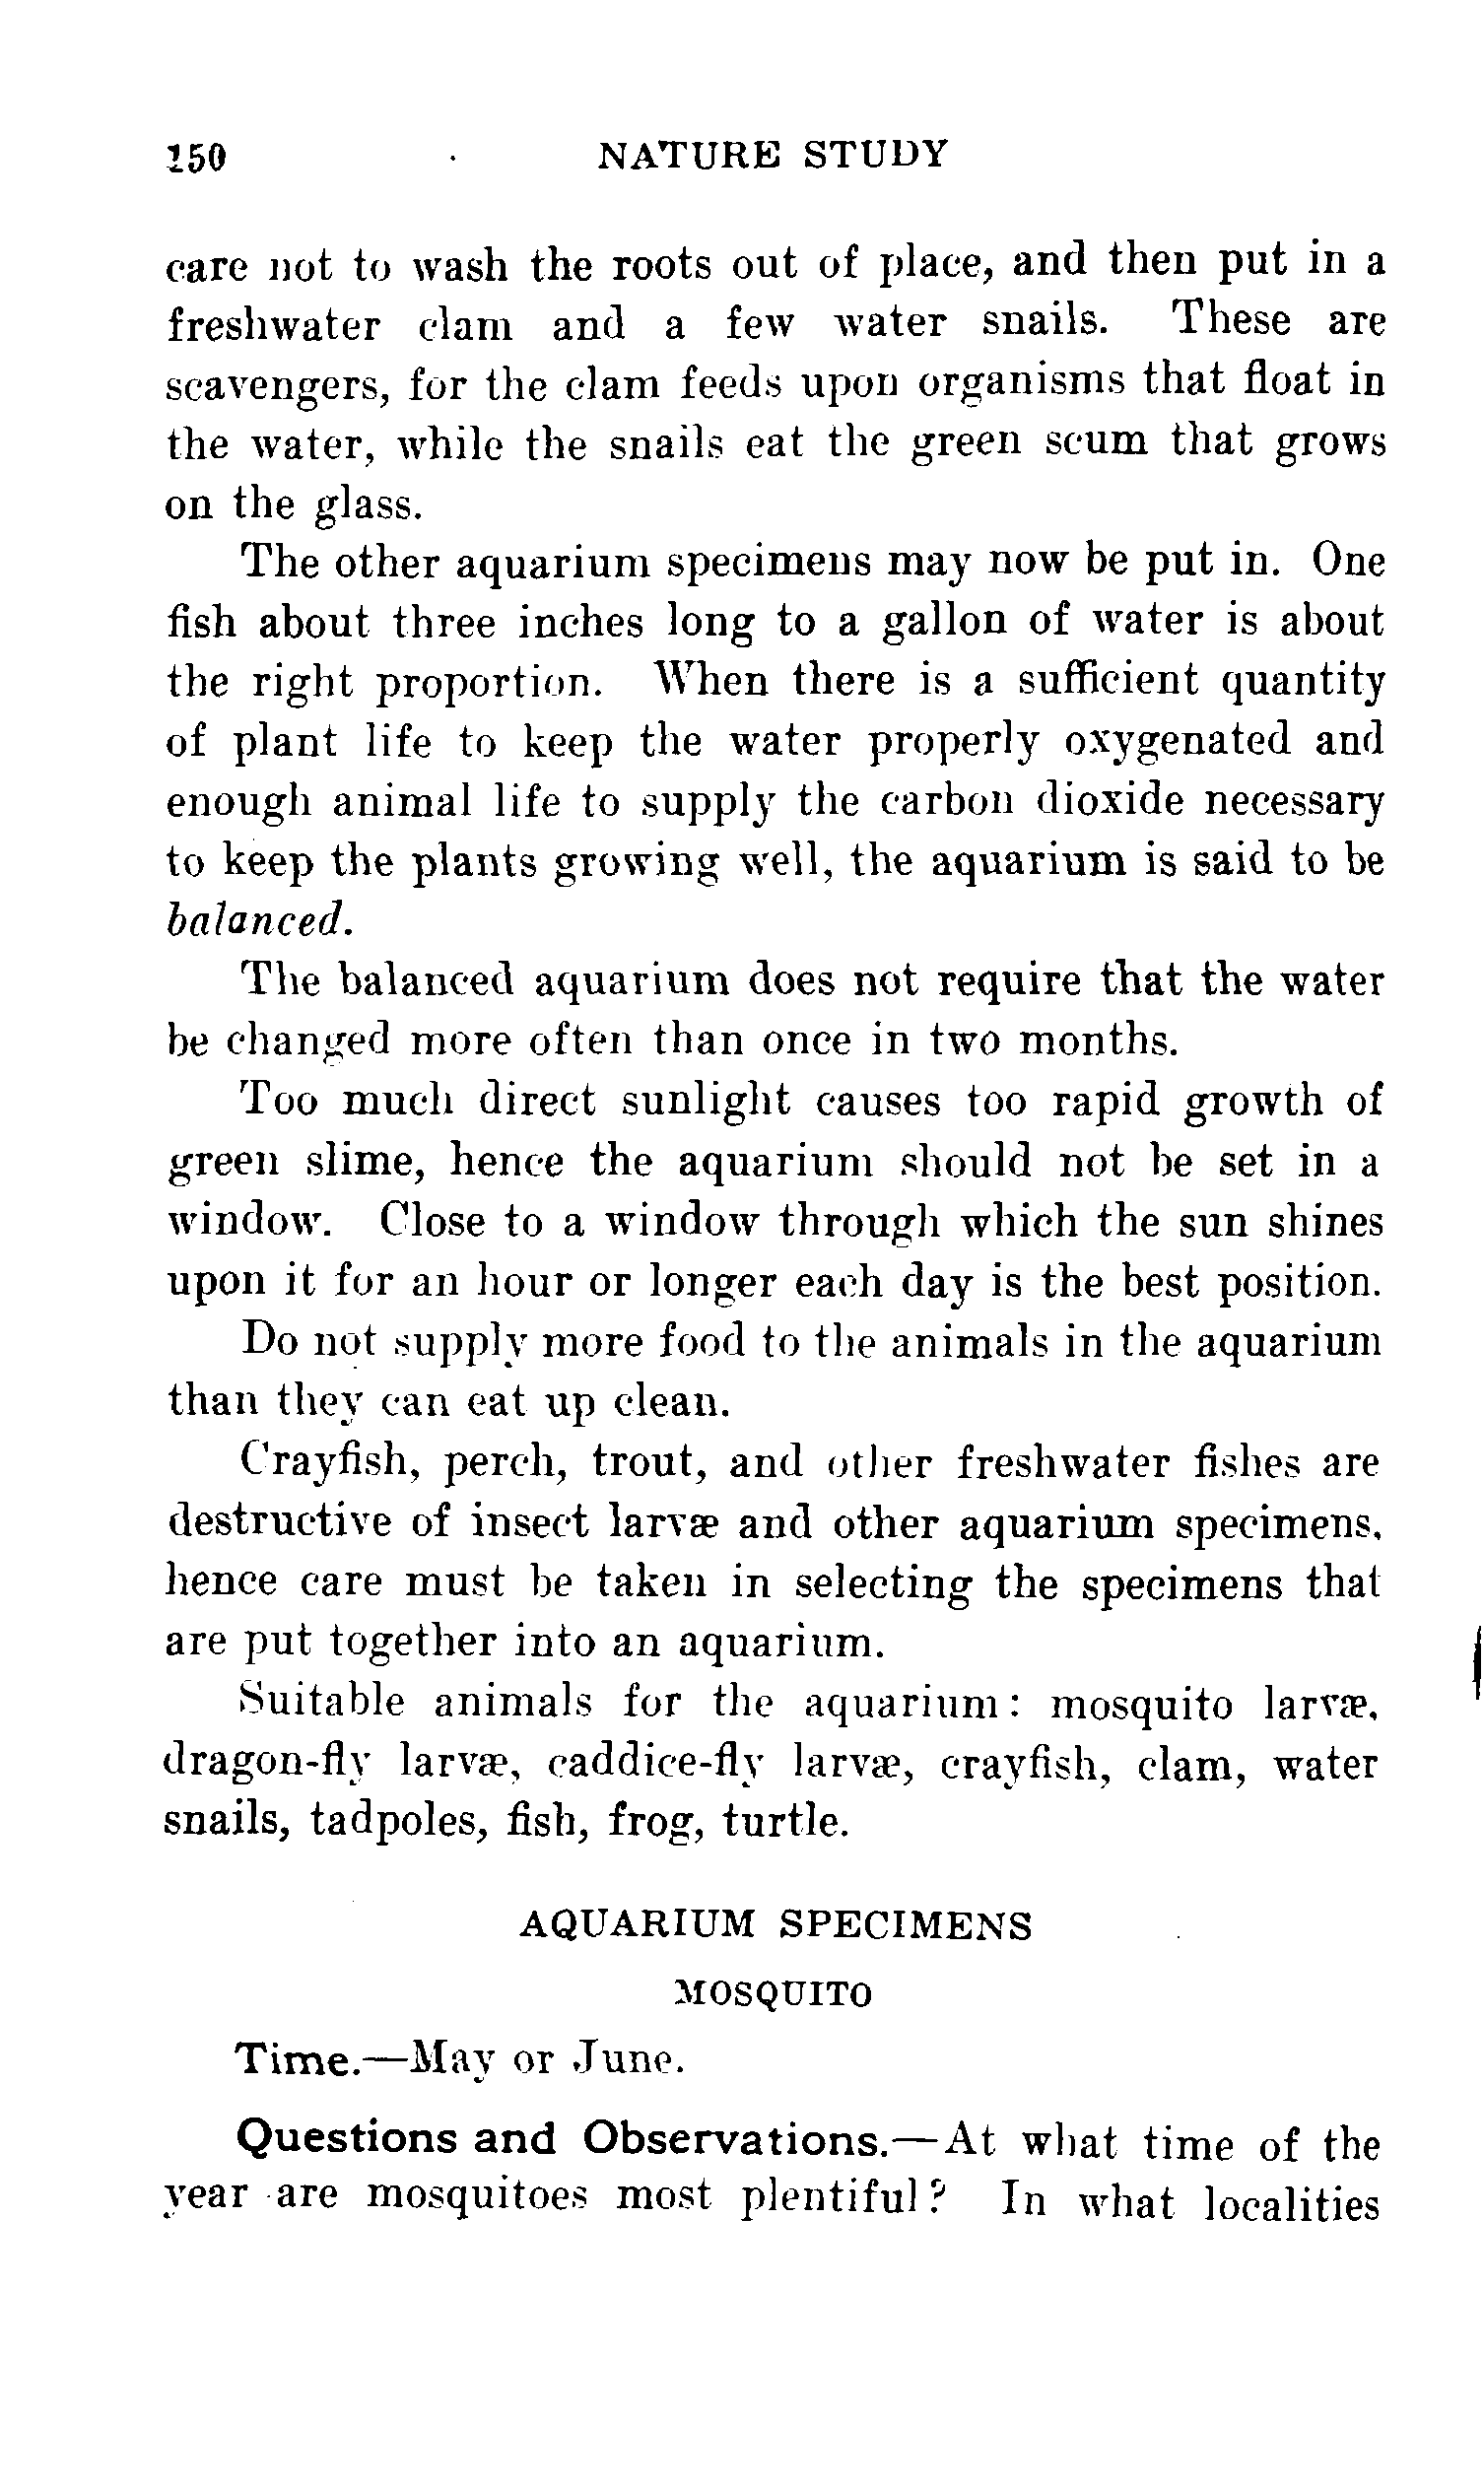 150 NATURE STUDY
care not to wash the roots out of place, and then put in a
freshwater clam and a few water snails. These are
scavengers, for the clam feeds upon organisms that float in
the water, while the snails eat the green scum that grows
on the glass.
The other aquarium specimens may now be put in. One
fish about three inches long to a gallon of water is about
the right proportion. When there is a sufficient quantity
of plant life to keep the water properly oxygenated and
enough animal life to supply the carbon dioxide necessary
to keep the plants growing well, the aquarium is said to be
balanced.
The balanced aquarium does not require that the water
be changed more often than once in two months.
Too much direct sunlight causes too rapid growth of
green slime, hence the aquarium should not be set in a
window. Close to a window through which the sun shines
upon it for an hour or longer each day is the best position.
Do not supply more food to the animals in the aquarium
than they can eat up clean.
Crayfish, perch, trout, and other freshwater fishes are
destructive of insect larvæ and other aquarium specimens,
hence care must be taken in selecting the specimens that
are put together into an aquarium.
Suitable animals for the aquarium: mosquito larvæ,
dragon-fly larvæ, caddice-fly larvæ, crayfish, clam, water
snails, tadpoles, fish, frog, turtle.
AQUARIUM SPECIMENS
MOSQUITO
Time.—May or June.
Questions and Observations.—At what time of the
year are mosquitoes most plentiful? In what localities